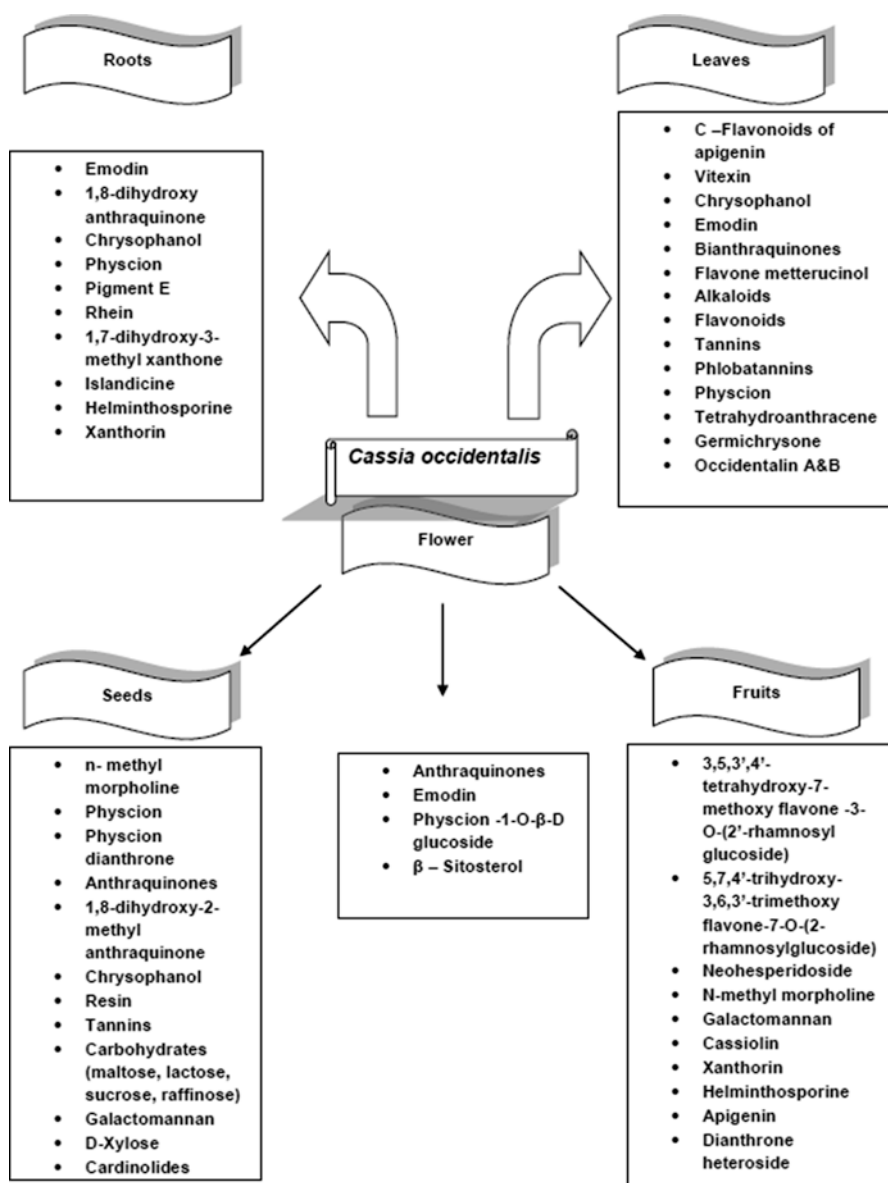 Roots
Leaves
• Emodin
• 1,8-dihydroxy
anthraquinone
• Chrysophanol
• Physcion
• Pigment E
• Rhein
• 1,7-dihydroxy-3-
methyl xanthone
• Islandicine
• Helminthosporine
• Xanthorin
• C –Flavonoids of
apigenin
• Vitexin
• Chrysophanol
• Emodin
• Bianthraquinones
• Flavone metterucinol
• Alkaloids
• Flavonoids
• Tannins
• Phlobatannins
• Physcion
• Tetrahydroanthracene
• Germichrysone
• Occidentalin A&B
Cassia occidentalis
Flower
Seeds
Fruits
• n- methyl
morpholine
• Physcion
• Physcion
dianthrone
• Anthraquinones
• 1,8-dihydroxy-2-
methyl
anthraquinone
• Chrysophanol
• Resin
• Tannins
• Carbohydrates
(maltose, lactose,
sucrose, raffinose)
• Galactomannan
• D-Xylose
• Cardinolides
• Anthraquinones
• Emodin
• Physcion -1-O-β-D
glucoside
• β – Sitosterol
• 3,5,3’,4’-
tetrahydroxy-7-
methoxy flavone -3-
O-(2’-rhamnosyl
glucoside)
• 5,7,4’-trihydroxy-
3,6,3’-trimethoxy
flavone-7-O-(2-
rhamnosylglucoside)
• Neohesperidoside
• N-methyl morpholine
• Galactomannan
• Cassiolin
• Xanthorin
• Helminthosporine
• Apigenin
• Dianthrone
heteroside